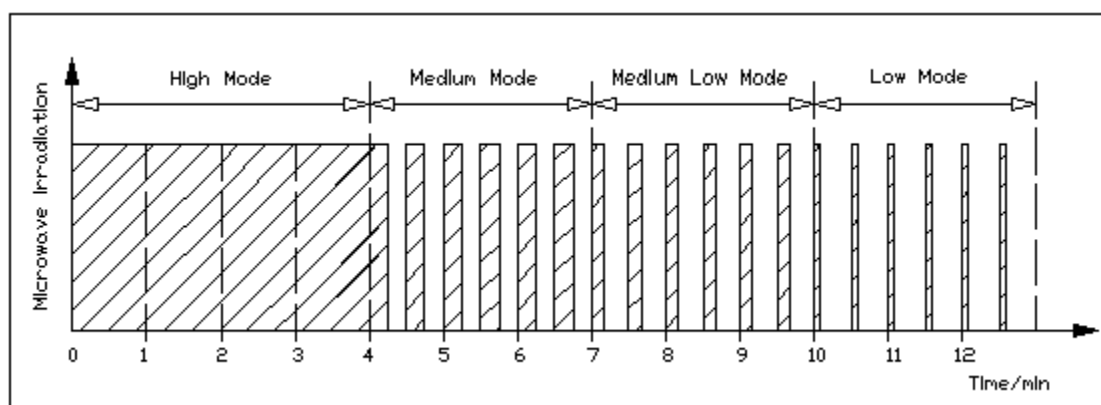 High Mode Medium Mode Medium Low Mode Low Mode
Microwave Irradiation
0 1 2 3 4 5 6 7 8 9 10 11 12
Time/min